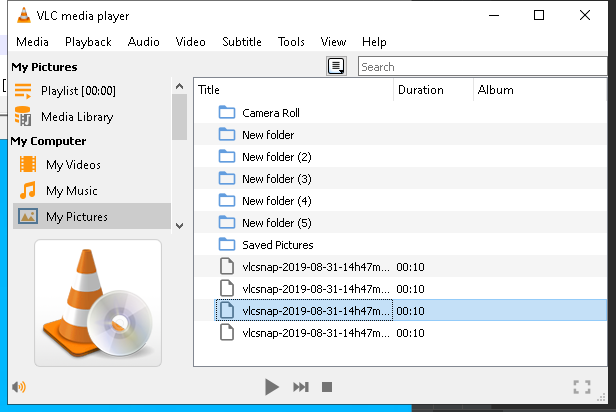 VLC media player
Media Playback Audio Video Subtitle Tools View Help
My Pictures
Search
Playlist [00:00]
Media Library
My Computer
My Videos
My Music
My Pictures
Title Duration Album
Camera Roll
New folder
New folder (2)
New folder (3)
New folder (4)
New folder (5)
Saved Pictures
vlcsnap-2019-08-31-14h47m... 00:10
vlcsnap-2019-08-31-14h47m... 00:10
vlcsnap-2019-08-31-14h47m... 00:10
vlcsnap-2019-08-31-14h47m... 00:10